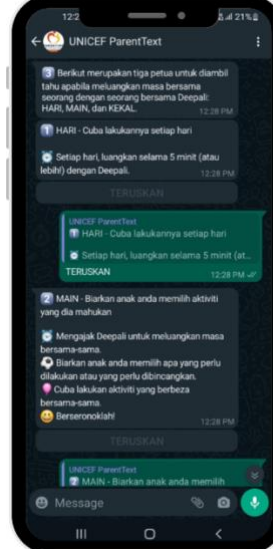 12:2
21%
UNICEF ParentText
3 Berikut merupakan tiga petua untuk diambil
tahu apabila meluangkan masa bersama
seorang dengan seorang bersama Deepali:
HARI, MAIN, dan KEKAL.
12:28 PM
1 HARI - Cuba lakukannya setiap hari
Setiap hari, luangkan selama 5 minit (atau
lebih!) dengan Deepali.
12:28 PM
TERUSKAN
UNICEF ParentText
1 HARI - Cuba lakukannya setiap hari
Setiap hari, luangkan selama 5 minit (at...
TERUSKAN
12:28 PM
2 MAIN - Biarkan anak anda memilih aktiviti
yang dia mahukan
Mengajak Deepali untuk meluangkan masa
bersama-sama.
Biarkan anak anda memilih apa yang perlu
dilakukan atau yang perlu dibincangkan.
Cuba lakukan aktiviti yang berbeza
bersama-sama.
Berseronoklah!
12:28 PM
TERUSKAN
UNICEF ParentText
2 MAIN - Biarkan anak anda memilih
Message